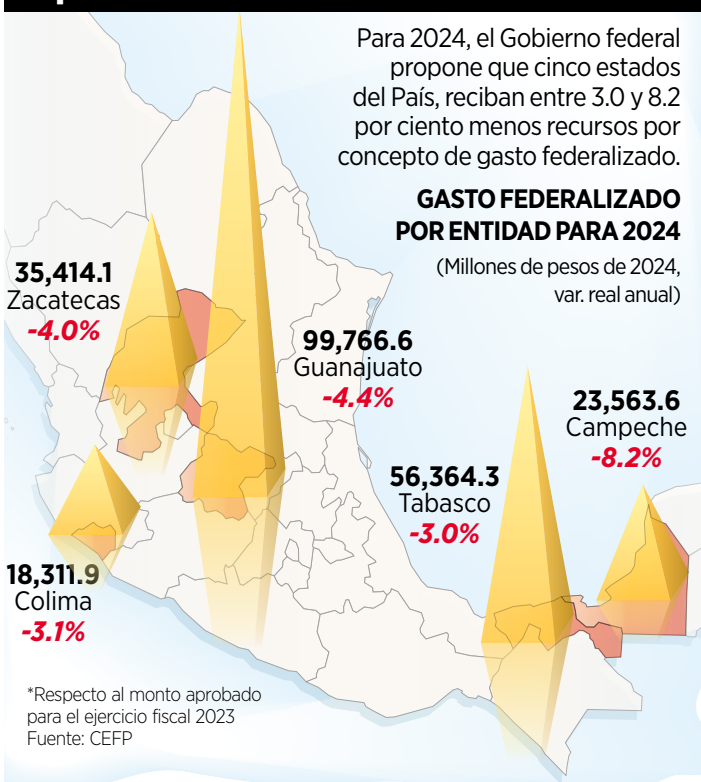 Para 2024, el Gobierno federal
propone que cinco estados
del País, reciban entre 3.0 y 8.2
por ciento menos recursos por
concepto de gasto federalizado.
GASTO FEDERALIZADO
POR ENTIDAD PARA 2024
(Millones de pesos de 2024,
var. real anual)
35,414.1
Zacatecas
-4.0%
99,766.6
Guanajuato
-4.4%
23,563.6
Campeche
-8.2%
56,364.3
Tabasco
-3.0%
18,311.9
Colima
-3.1%
*Respecto al monto aprobado
para el ejercicio fiscal 2023
Fuente: CEFP